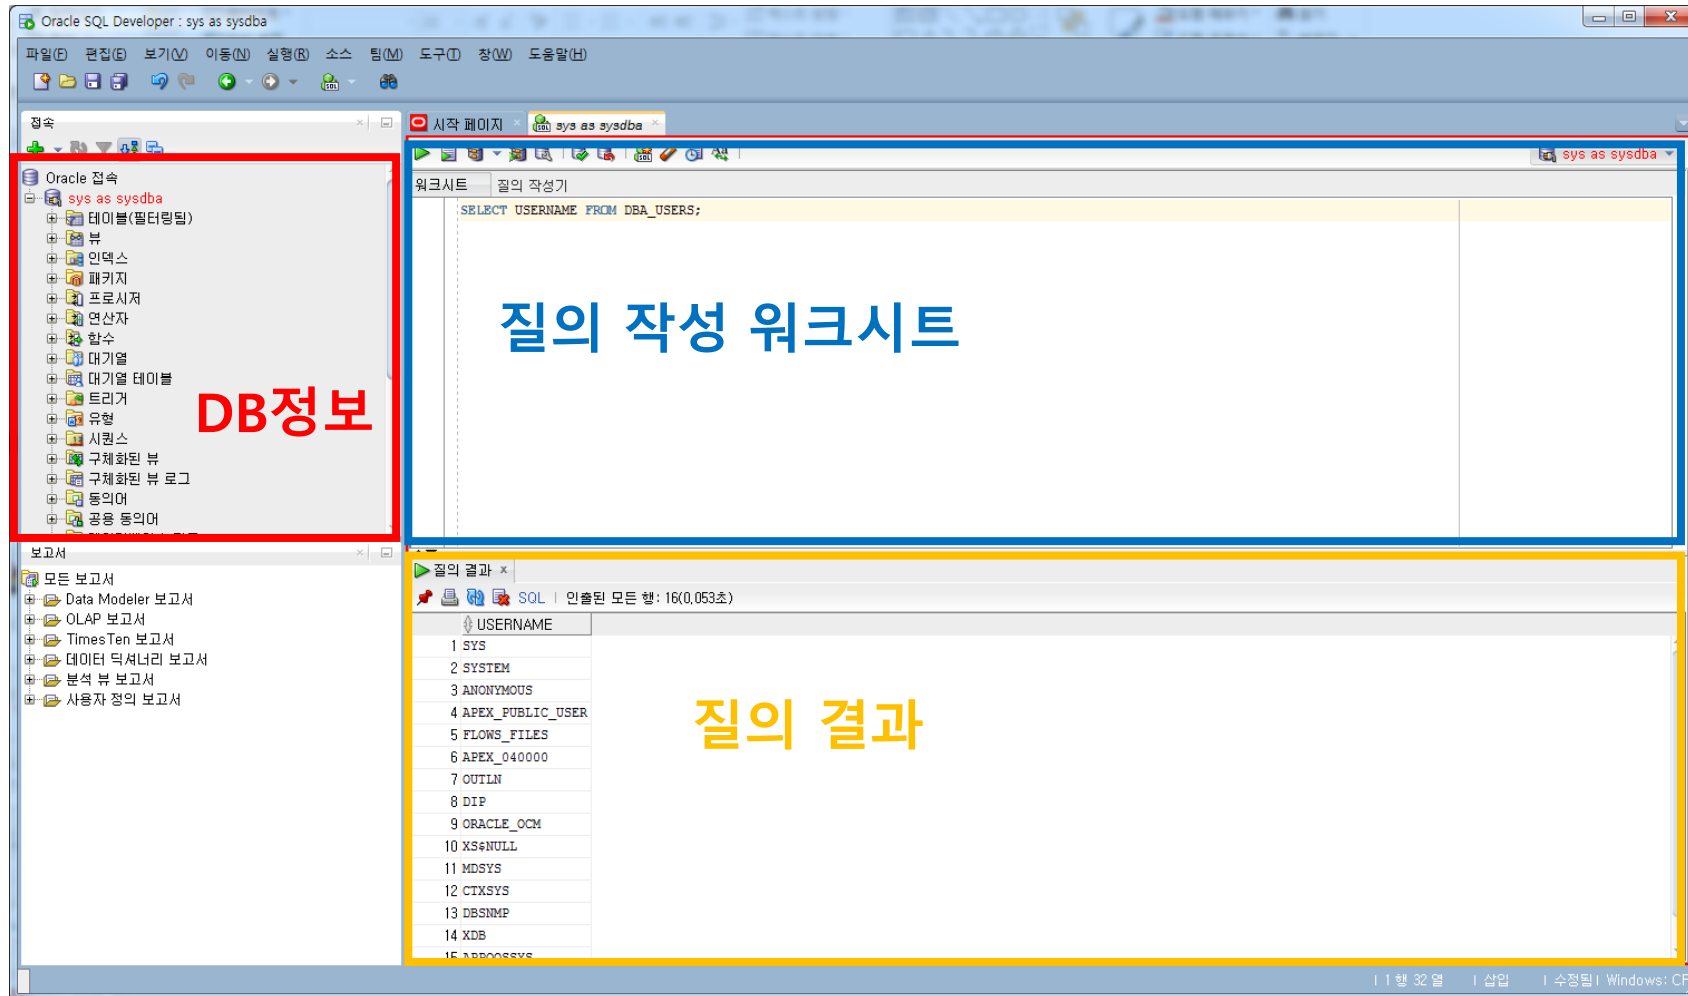 Oracle SQL Developer : sys as sysdba
파일(F) 편집(E) 보기(V) 이동(N) 실행(R) 소스 팀(M) 도구(T) 창(W) 도움말(H)
접속
Oracle 접속
sys as sysdba
테이블(필터링됨)
뷰
인덱스
패키지
프로시저
연산자
함수
대기열
대기열 테이블
트리거
유형
시퀀스
구체화된 뷰
구체화된 뷰 로그
동의어
공용 동의어
DB정보
보고서
모든 보고서
Data Modeler 보고서
OLAP 보고서
TimesTen 보고서
데이터 딕셔너리 보고서
분석 뷰 보고서
사용자 정의 보고서
시작 페이지 sys as sysdba
sys as sysdba
워크시트 질의 작성기
SELECT USERNAME FROM DBA_USERS;
질의 작성 워크시트
질의 결과
SQL 인출된 모든 행: 16(0,053초)
USERNAME
1 SYS
2 SYSTEM
3 ANONYMOUS
4 APEX_PUBLIC_USER
5 FLOWS_FILES
6 APEX_040000
7 OUTLN
8 DIP
9 ORACLE_OCM
10 XS$NULL
11 MDSYS
12 CTXSYS
13 DBSNMP
14 XDB
15
질의 결과
1 행 32 열 삽입 수정됨 Windows: